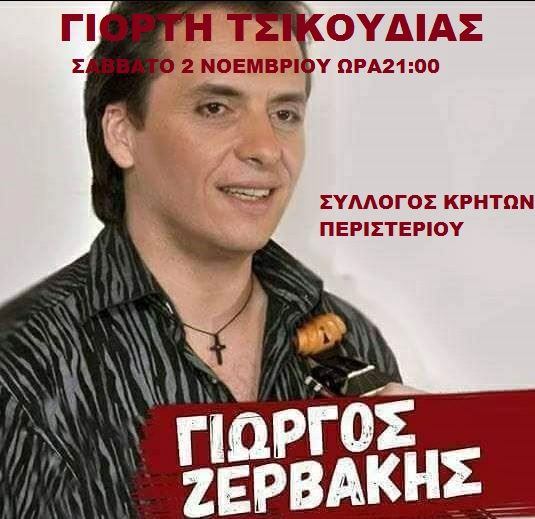 ΓΙΟΡΤΗ ΤΣΙΚΟΥΔΙΑΣ
ΣΑΒΒΑΤΟ 2 ΝΟΕΜΒΡΙΟΥ ΩΡΑ21:00
ΣΥΛΛΟΓΟΣ ΚΡΗΤΩΝ
ΠΕΡΙΣΤΕΡΙΟΥ
ΓΙΩΡΓΟΣ
ΖΕΡΒΑΚΗΣ